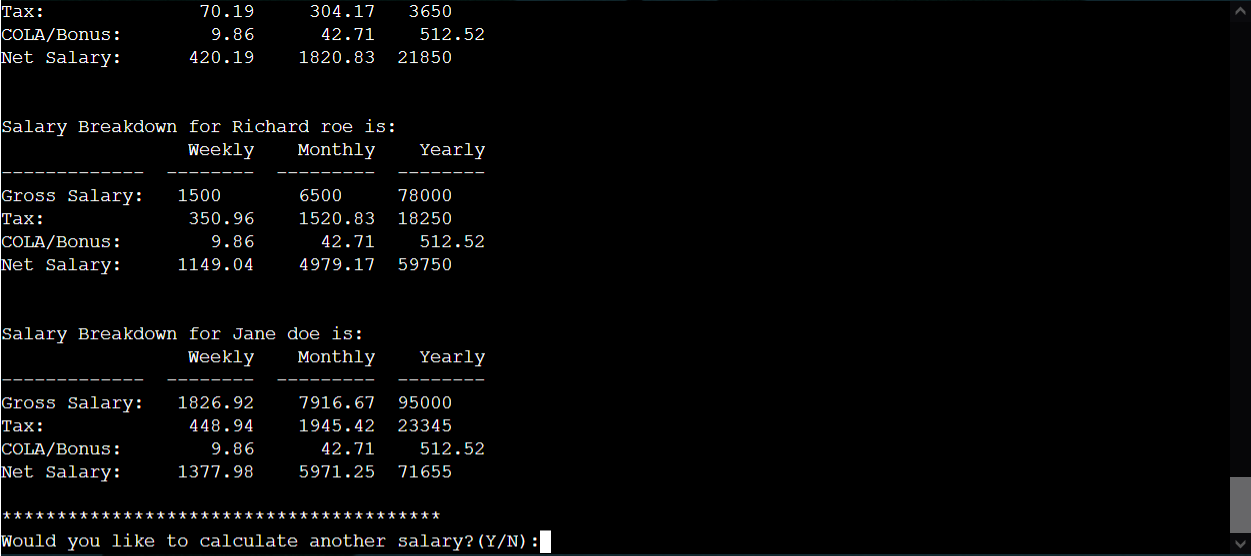 Tax:              70.19     304.17   3650
COLA/Bonus:        9.86      42.71      512.52
Net Salary:      420.19    1820.83  21850
Salary Breakdown for Richard roe is:
                 Weekly    Monthly    Yearly
-------------  --------  ---------  --------
Gross Salary:   1500       6500     78000
Tax:             350.96    1520.83  18250
COLA/Bonus:        9.86      42.71      512.52
Net Salary:     1149.04    4979.17  59750
Salary Breakdown for Jane doe is:
                 Weekly    Monthly    Yearly
-------------  --------  ---------  --------
Gross Salary:   1826.92    7916.67  95000
Tax:             448.94    1945.42  23345
COLA/Bonus:        9.86      42.71      512.52
Net Salary:     1377.98    5971.25  71655
****************************************
Would you like to calculate another salary?(Y/N):